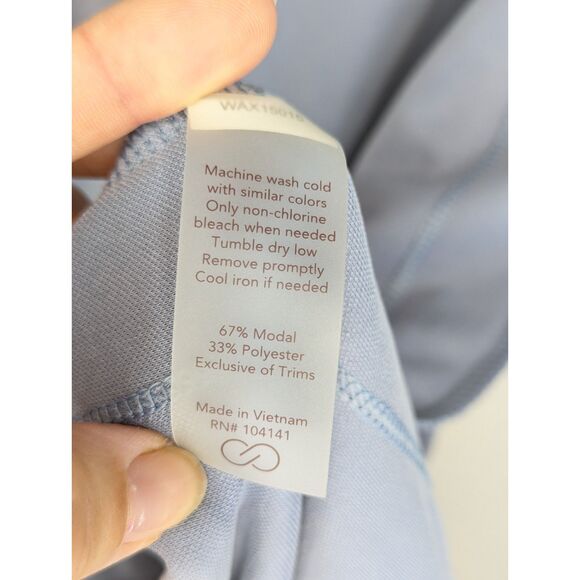 WAX15015
Machine wash cold
with similar colors
Only non-chlorine
bleach when needed
Tumble dry low
Remove promptly
Cool iron if needed
67% Modal
33% Polyester
Exclusive of Trims
Made in Vietnam
RN# 104141